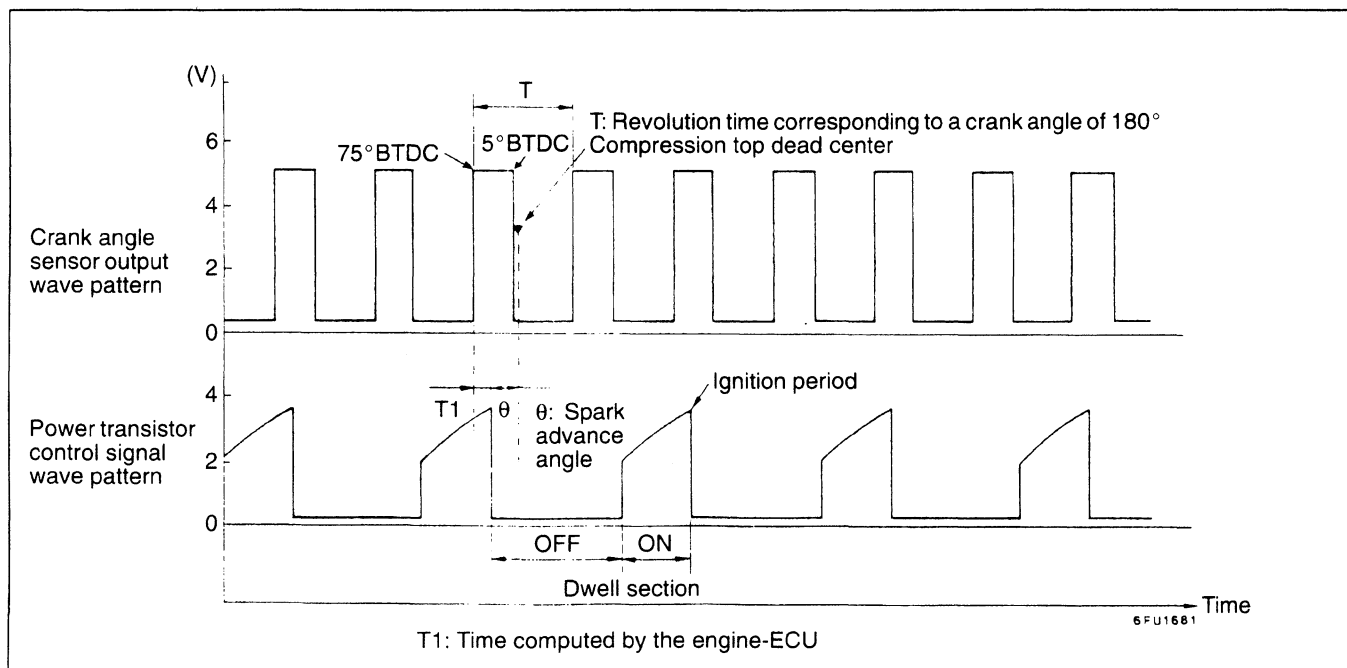 (V)
T
T: Revolution time corresponding to a crank angle of 180°
Compression top dead center
75°BTDC
5°BTDC
6
4
2
0
Crank angle
sensor output
wave pattern
4
2
0
Power transistor
control signal
wave pattern
T1
θ
θ: Spark
advance
angle
Ignition period
OFF
ON
Dwell section
Time
6FU1681
T1: Time computed by the engine-ECU